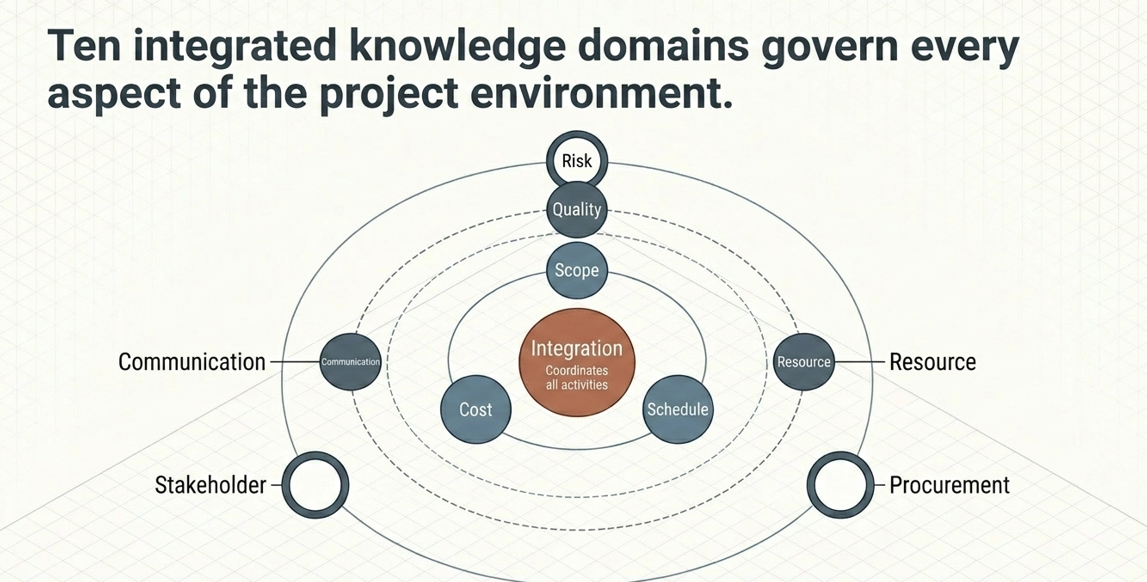 Ten integrated knowledge domains govern every
aspect of the project environment.
Risk
Quality
Scope
Integration
Coordinates
all activities
Communication
Communication
Resource
Resource
Cost
Schedule
Stakeholder
Procurement